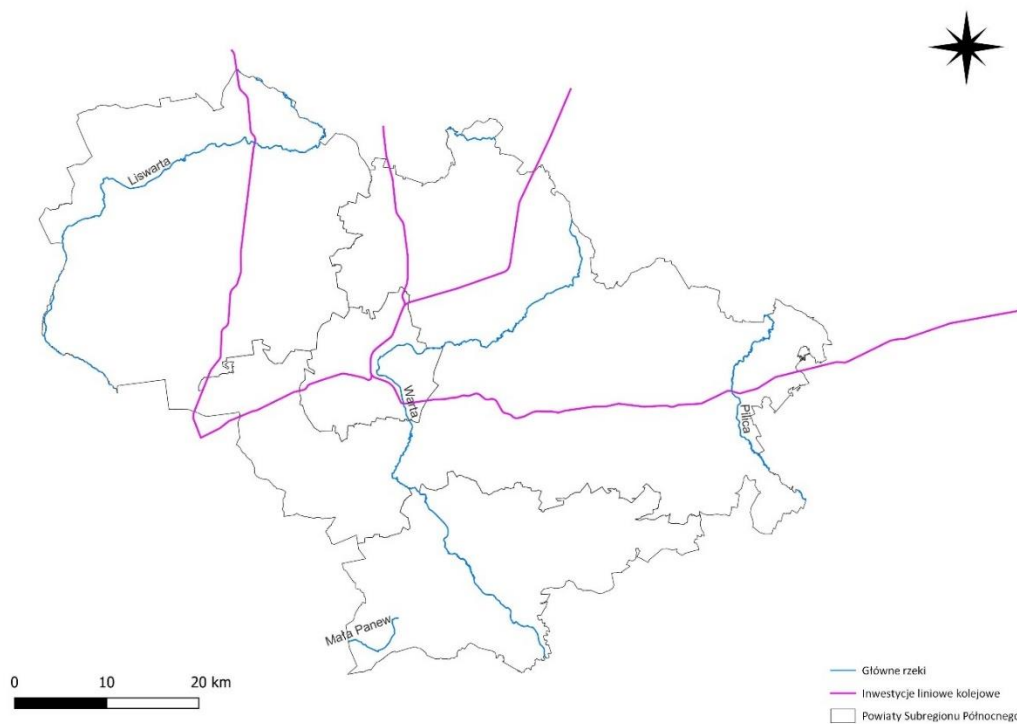 Liswarta
Warta
Pilica
Mała Panew
0 10 20 km
Główne rzeki
Inwestycje liniowe kolejowe
Powiaty Subregionu Północnego